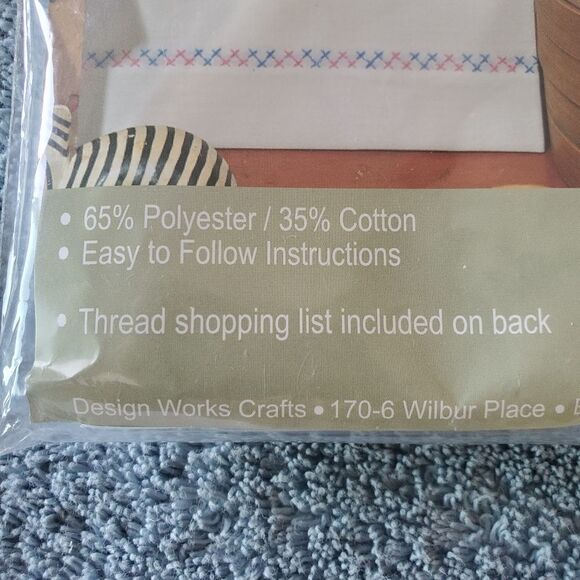 • 65% Polyester / 35% Cotton
• Easy to Follow Instructions
• Thread shopping list included on back
Design Works Crafts • 170-6 Wilbur Place •